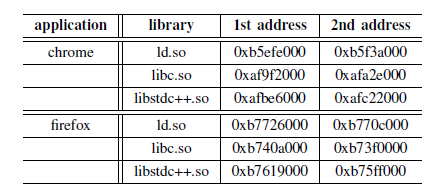 application library 1st address 2nd address
chrome ld.so 0xb5efe000 0xb5f3a000
libc.so 0xaf9f2000 0xafa2e000
libstdc++.so 0xafbe6000 0xafc22000
firefox ld.so 0xb7726000 0xb770c000
libc.so 0xb740a000 0xb73f0000
libstdc++.so 0xb7619000 0xb75ff000